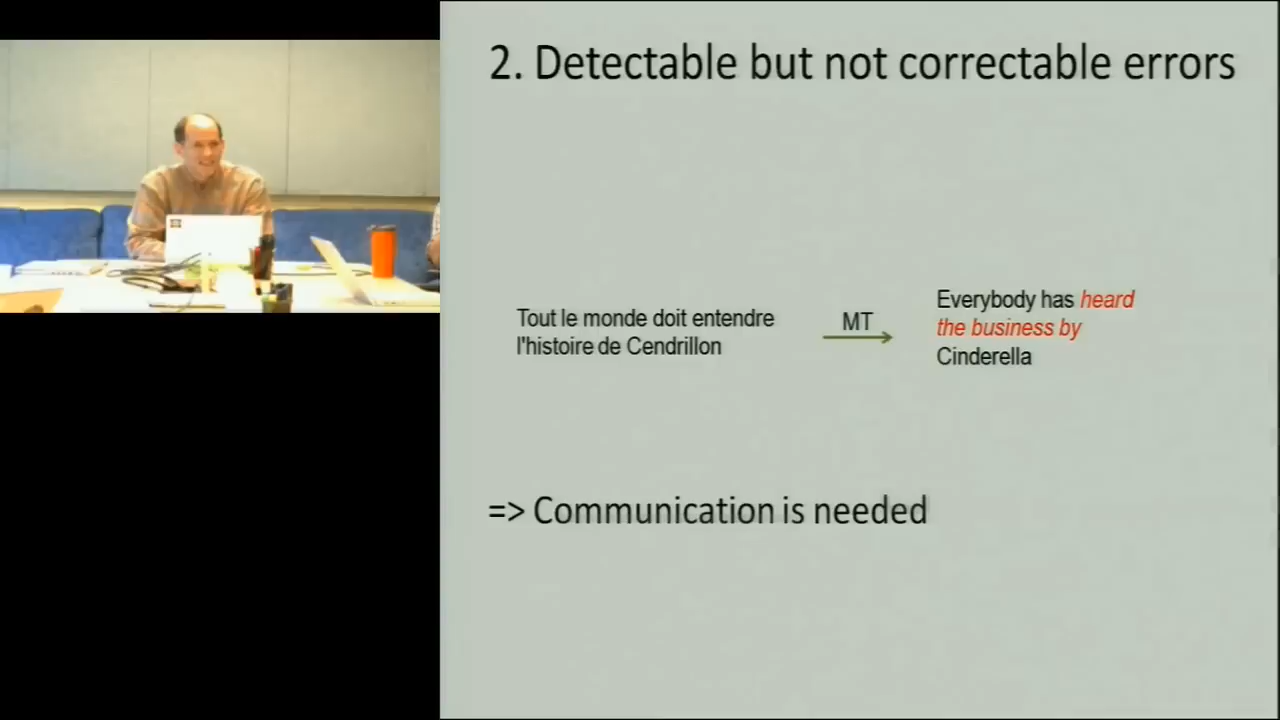 2. Detectable but not correctable errors
Tout le monde doit entendre
l'histoire de Cendrillon
MT
Everybody has heard
the business by
Cinderella
=> Communication is needed